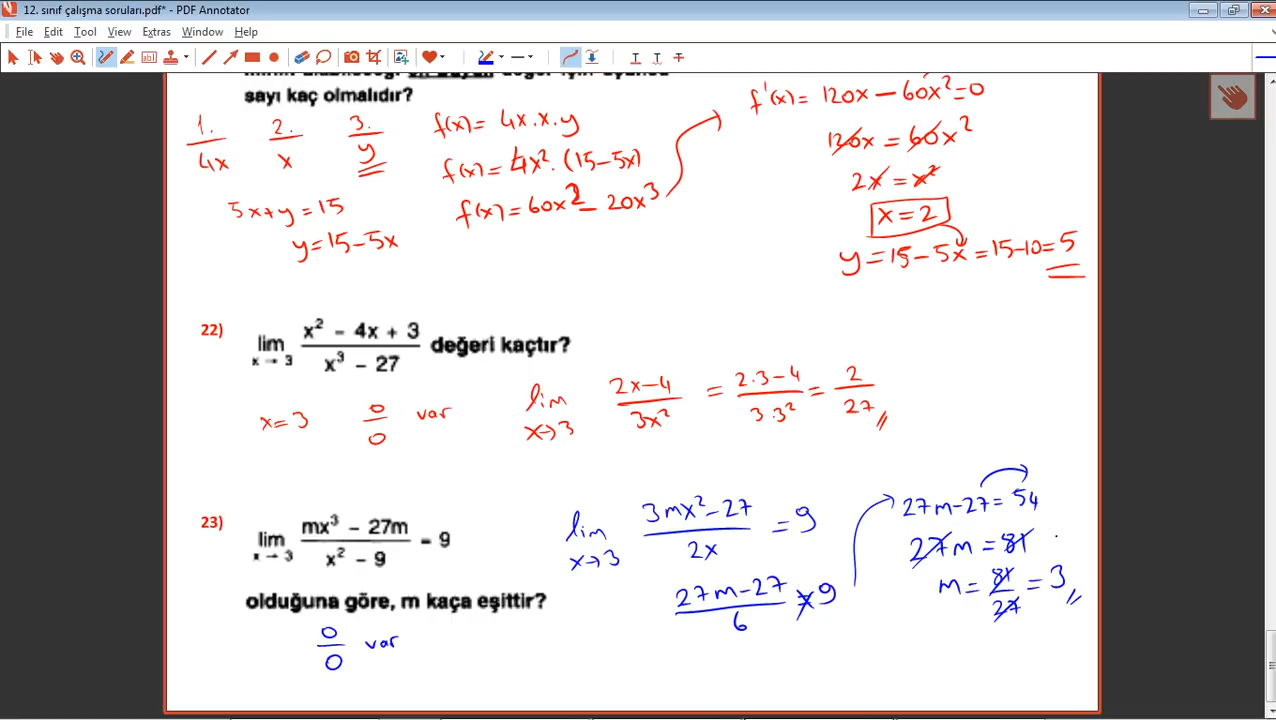 12. sınıf çalışma soruları.pdf* - PDF Annotator
File Edit Tool View Extras Window Help
sayı kaç olmalıdır?
1. 2. 3.
4x x y
5x+y=15
y=15-5x
f(x)= 4x.x.y
f(x)= 4x².(15-5x)
f(x)= 60x² - 20x³
f'(x)= 120x - 60x²=0
120x = 60x²
2x = x²
x=2
y=15-5x=15-10=5
22) lim x→3 (x² - 4x + 3)/(x³ - 27) değeri kaçtır?
x=3 0/0 var lim x→3 (2x-4)/(3x²) = (2.3-4)/(3.3²) = 2/27 //
23) lim x→3 (mx³ - 27m)/(x² - 9) = 9
olduğuna göre, m kaça eşittir?
0/0 var
lim x→3 (3mx²-27)/(2x) = 9
(27m-27)/6 = 9
27m-27=54
27m = 81
m = 81/27 = 3 //